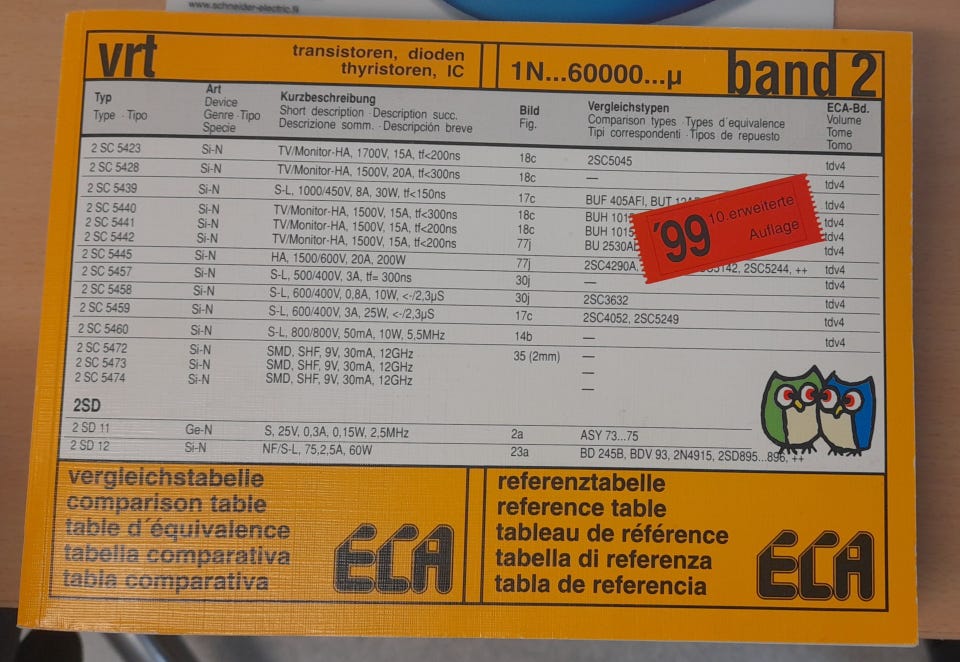 www.schneider-electric.fi
vrt
transistoren, dioden
thyristoren, IC
1N...60000...µ
band 2
Typ
Type · Tipo
Art
Device
Genre · Tipo
Specie
Kurzbeschreibung
Short description · Description succ.
Descrizione somm. · Descripción breve
Bild
Fig.
Vergleichstypen
Comparison types · Types d´equivalence
Tipi correspondenti · Tipos de repuesto
ECA-Bd.
Volume
Tome
Tomo
2 SC 5423 Si-N TV/Monitor-HA, 1700V, 15A, tf<200ns 18c 2SC5045 tdv4
2 SC 5428 Si-N TV/Monitor-HA, 1500V, 20A, tf<300ns 18c — tdv4
2 SC 5439 Si-N S-L, 1000/450V, 8A, 30W, tf<150ns 17c BUF 405AFI, BUT tdv4
2 SC 5440 Si-N TV/Monitor-HA, 1500V, 15A, tf<300ns 18c BUH tdv4
2 SC 5441 Si-N TV/Monitor-HA, 1500V, 15A, tf<200ns 18c BUH 1015 tdv4
2 SC 5442 Si-N TV/Monitor-HA, 1500V, 15A, tf<200ns 77j BU tdv4
2 SC 5445 Si-N HA, 1500/600V, 20A, 200W 77j 2SC4290A, 2SC5244, ++ tdv4
2 SC 5457 Si-N S-L, 500/400V, 3A, tf= 300ns 30j — tdv4
2 SC 5458 Si-N S-L, 600/400V, 0,8A, 10W, <-/2,3µS 30j 2SC3632 tdv4
2 SC 5459 Si-N S-L, 600/400V, 3A, 25W, <-/2,3µS 17c 2SC4052, 2SC5249 tdv4
2 SC 5460 Si-N S-L, 800/800V, 50mA, 10W, 5,5MHz 14b — tdv4
2 SC 5472 Si-N SMD, SHF, 9V, 30mA, 12GHz 35 (2mm) —
2 SC 5473 Si-N SMD, SHF, 9V, 30mA, 12GHz —
2 SC 5474 Si-N SMD, SHF, 9V, 30mA, 12GHz —
2SD
2 SD 11 Ge-N S, 25V, 0,3A, 0,15W, 2,5MHz 2a ASY 73...75
2 SD 12 Si-N NF/S-L, 75,2,5A, 60W 23a BD 245B, BDV 93, 2N4915, 2SD895...896, ++
´99 10.erweiterte
Auflage
vergleichstabelle
comparison table
table d´équivalence
tabella comparativa
tabla comparativa
ECA
referenztabelle
reference table
tableau de référence
tabella di referenza
tabla de referencia
ECA